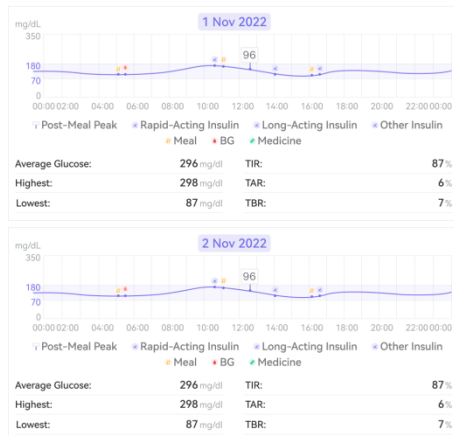 mg/dL
1 Nov 2022
350
96
180
70
0
00:00 02:00 04:00 06:00 08:00 10:00 12:00 14:00 16:00 18:00 20:00 22:00 00:00
Post-Meal Peak Rapid-Acting Insulin Long-Acting Insulin Other Insulin
Meal BG Medicine
Average Glucose: 296 mg/dl TIR: 87%
Highest: 298 mg/dl TAR: 6%
Lowest: 87 mg/dl TBR: 7%
mg/dL
2 Nov 2022
350
96
180
70
0
00:00 02:00 04:00 06:00 08:00 10:00 12:00 14:00 16:00 18:00 20:00 22:00 00:00
Post-Meal Peak Rapid-Acting Insulin Long-Acting Insulin Other Insulin
Meal BG Medicine
Average Glucose: 296 mg/dl TIR: 87%
Highest: 298 mg/dl TAR: 6%
Lowest: 87 mg/dl TBR: 7%